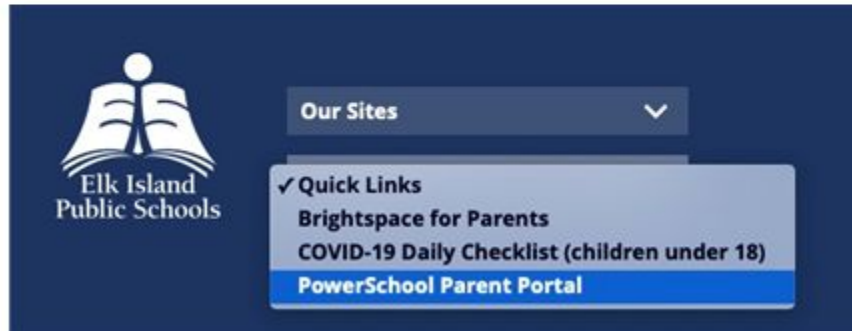 Elk Island
Public Schools
Our Sites
✓ Quick Links
Brightspace for Parents
COVID-19 Daily Checklist (children under 18)
PowerSchool Parent Portal